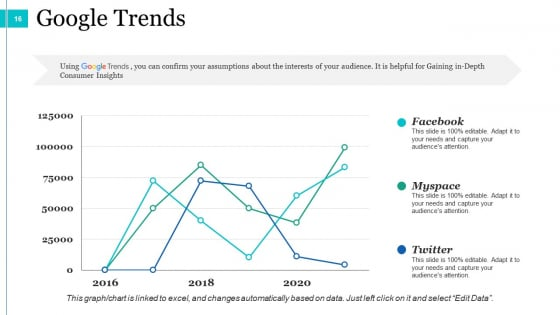 16
Google Trends
Using Google Trends , you can confirm your assumptions about the interests of your audience. It is helpful for Gaining in-Depth
Consumer Insights
125000
100000
75000
50000
25000
0
2016
2018
2020
Facebook
This slide is 100% editable. Adapt it to
your needs and capture your
audience's attention.
Myspace
This slide is 100% editable. Adapt it to
your needs and capture your
audience's attention.
Twitter
This slide is 100% editable. Adapt it to
your needs and capture your
audience's attention.
This graph/chart is linked to excel, and changes automatically based on data. Just left click on it and select “Edit Data”.